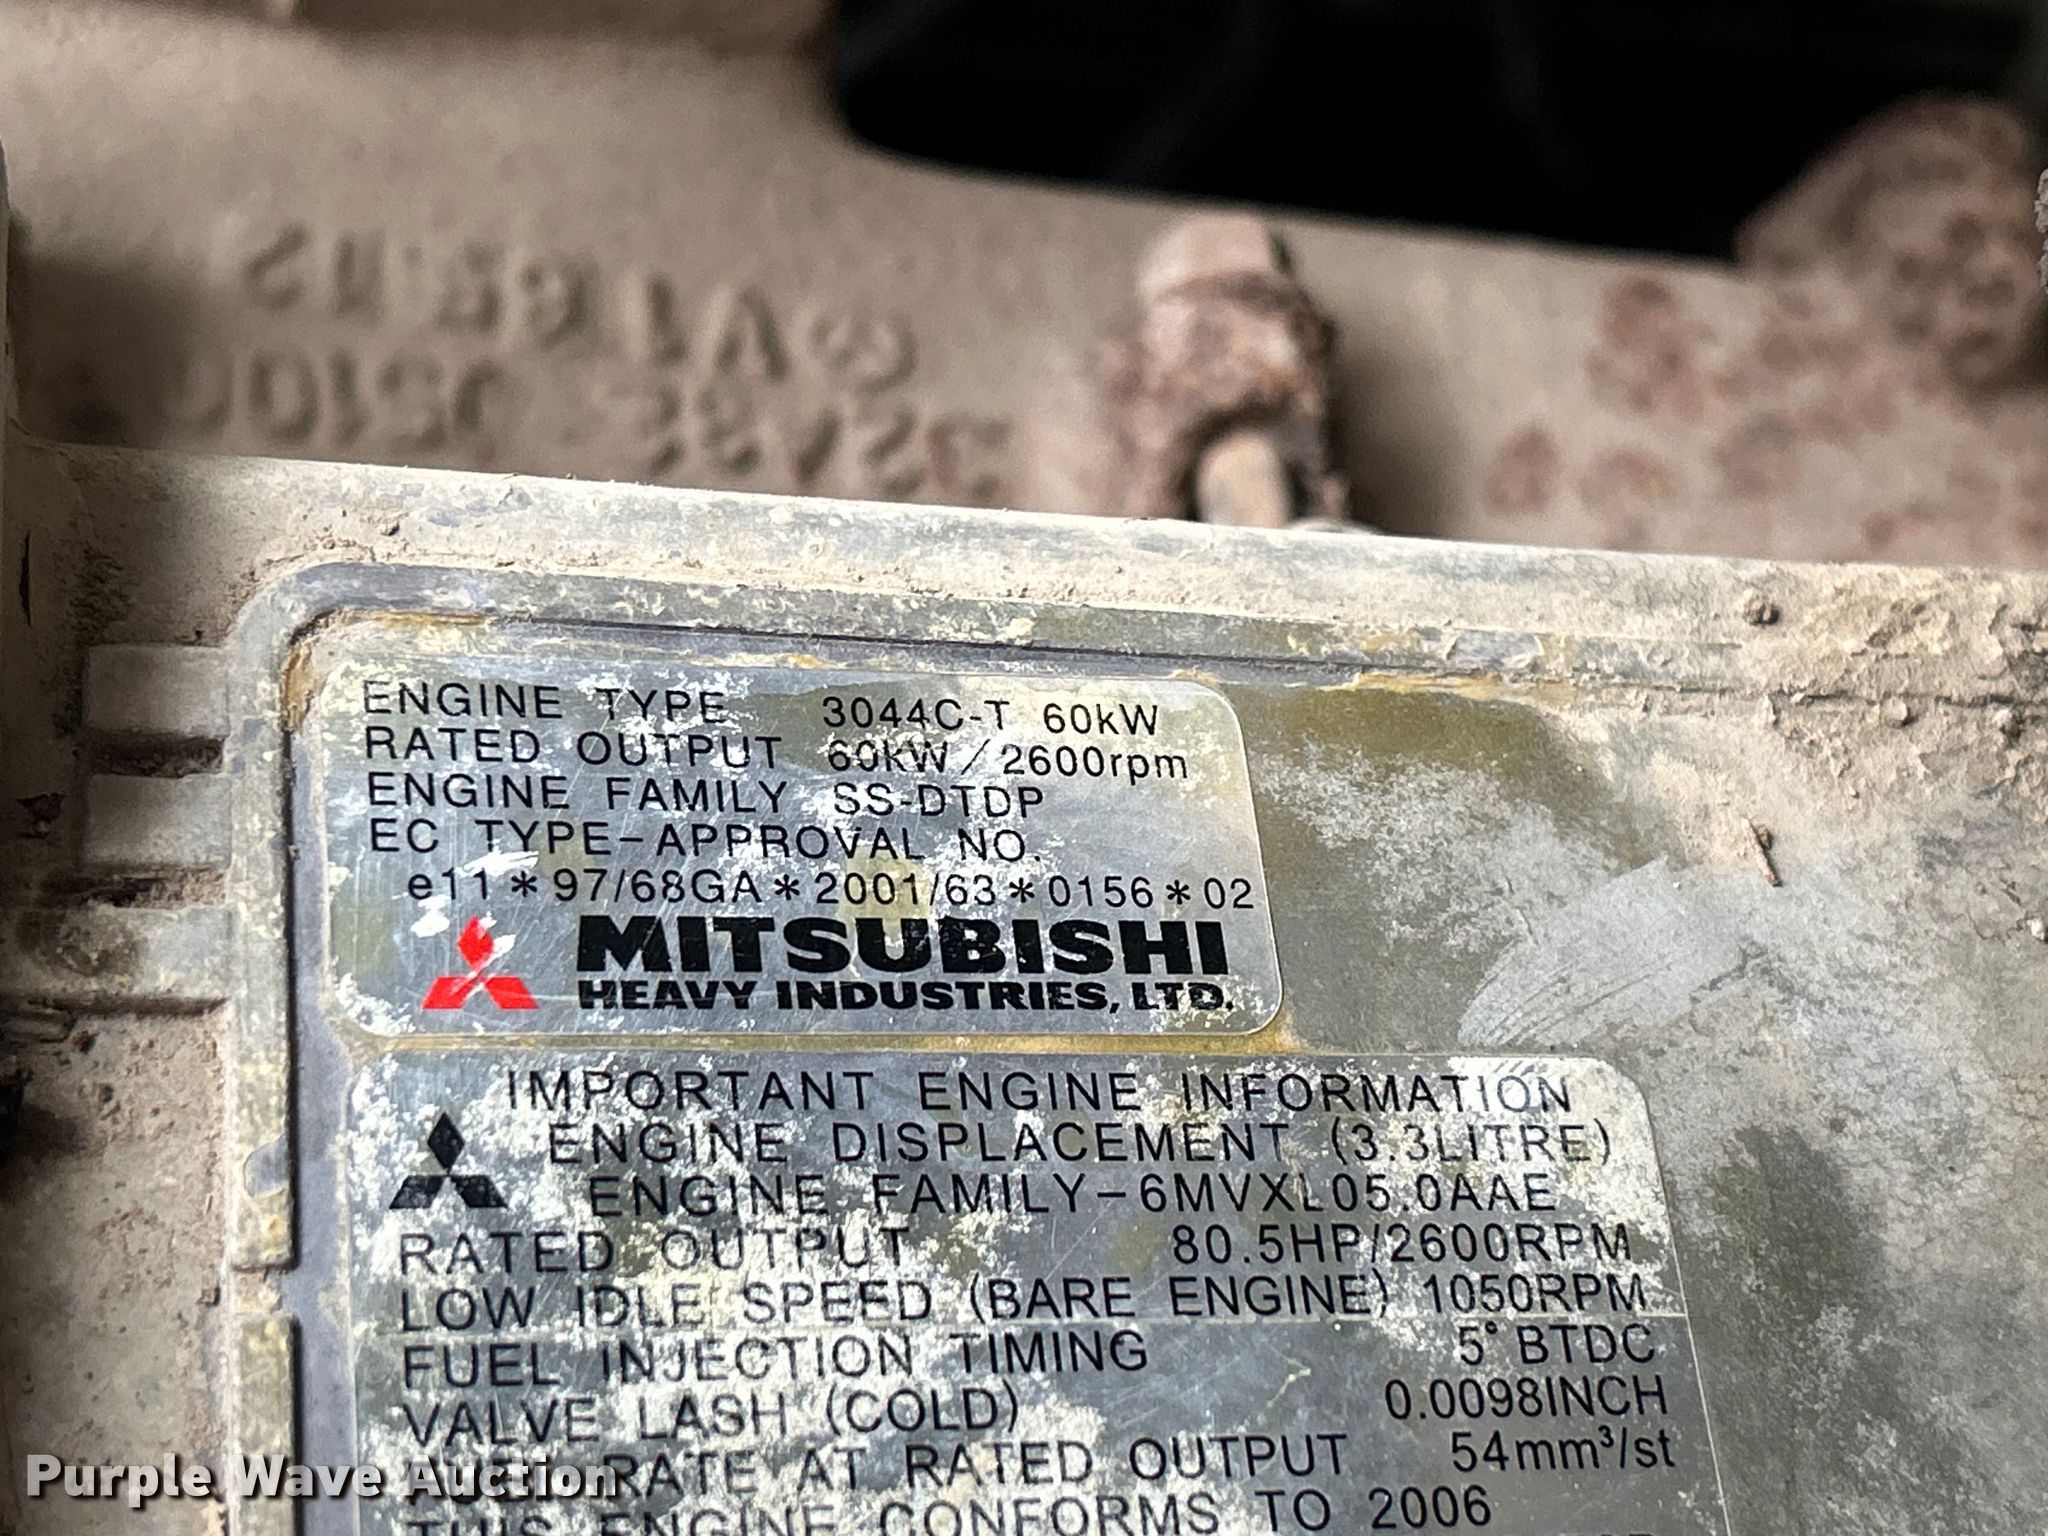 ENGINE TYPE 3044C-T 60kW
RATED OUTPUT 60KW/2600rpm
ENGINE FAMILY SS-DTDP
EC TYPE-APPROVAL NO.
e11*97/68GA*2001/63*0156*02
MITSUBISHI
HEAVY INDUSTRIES, LTD.
IMPORTANT ENGINE INFORMATION
ENGINE DISPLACEMENT (3.3LITRE)
ENGINE FAMILY-6MVXL05.0AAE
RATED OUTPUT 80.5HP/2600RPM
LOW IDLE SPEED (BARE ENGINE) 1050RPM
FUEL INJECTION TIMING 5° BTDC
VALVE LASH (COLD) 0.0098INCH
FUEL RATE AT RATED OUTPUT 54mm³/st
THIS ENGINE CONFORMS TO 2006
Purple Wave Auction